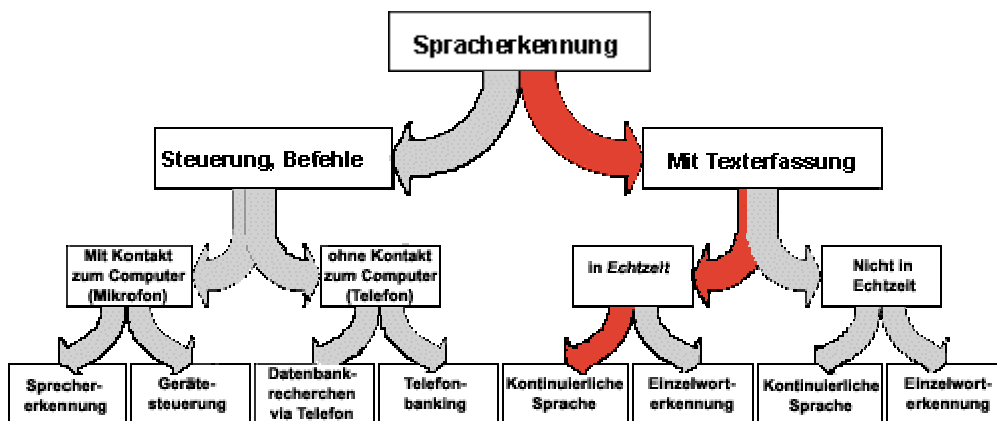 Spracherkennung
Steuerung, Befehle
Mit Texterfassung
Mit Kontakt
zum Computer
(Mikrofon)
ohne Kontakt
zum Computer
(Telefon)
in Echtzeit
Nicht in
Echtzeit
Sprecher-
erkennung
Geräte-
steuerung
Datenbank-
recherchen
via Telefon
Telefon-
banking
Kontinuierliche
Sprache
Einzelwort-
erkennung
Kontinuierliche
Sprache
Einzelwort-
erkennung